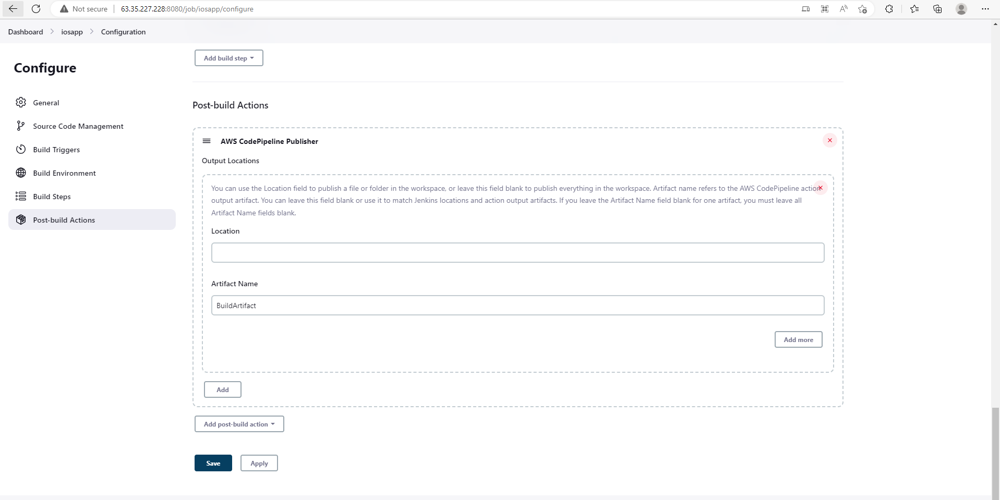 Not secure
63.35.227.228:8080/job/iosapp/configure
Dashboard
iosapp
Configuration
Add build step
Configure
General
Source Code Management
Build Triggers
Build Environment
Build Steps
Post-build Actions
Post-build Actions
AWS CodePipeline Publisher
Output Locations
You can use the Location field to publish a file or folder in the workspace, or leave this field blank to publish everything in the workspace. Artifact name refers to the AWS CodePipeline action
output artifact. You can leave this field blank or use it to match Jenkins locations and action output artifacts. If you leave the Artifact Name field blank for one artifact, you must leave all
Artifact Name fields blank.
Location
Artifact Name
BuildArtifact
Add more
Add
Add post-build action
Save
Apply